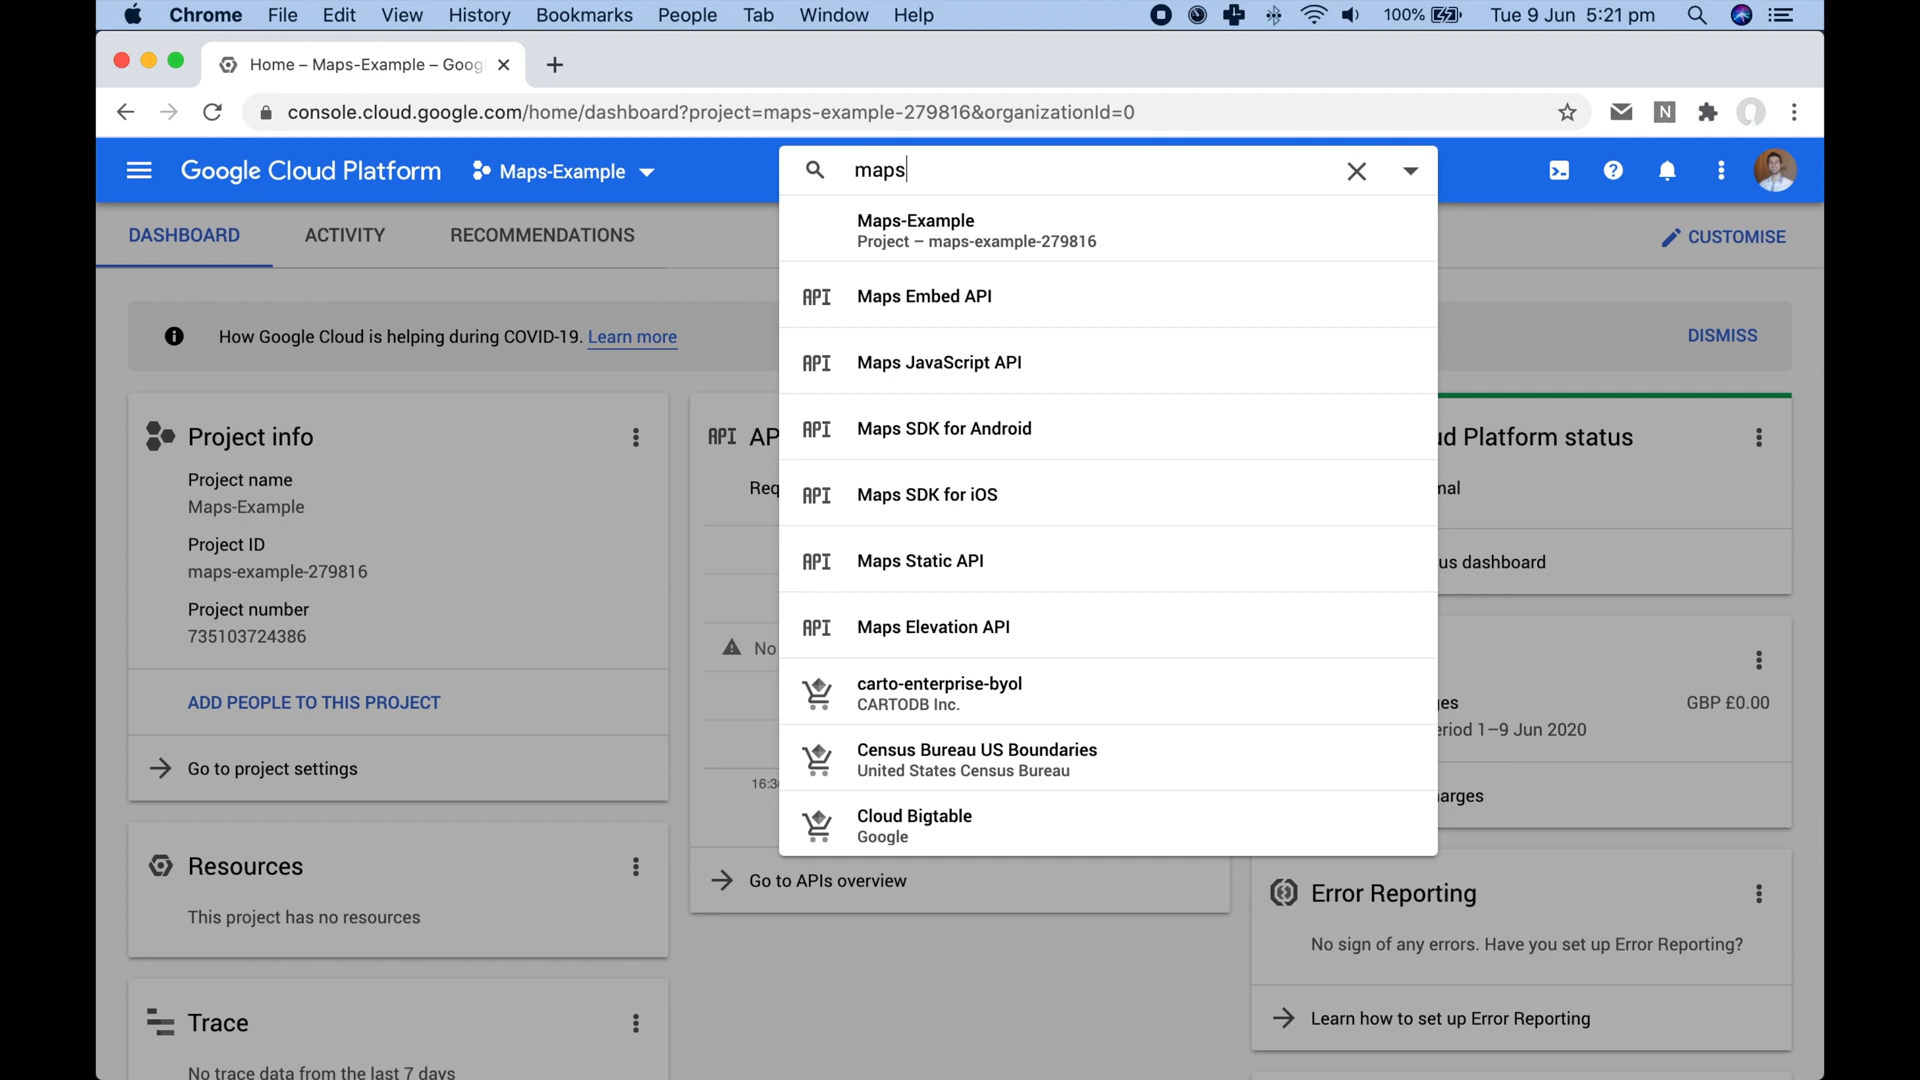 Chrome File Edit View History Bookmarks People Tab Window Help 100% Tue 9 Jun 5:21 pm
Home – Maps-Example – Goog
console.cloud.google.com/home/dashboard?project=maps-example-279816&organizationId=0
N
Google Cloud Platform Maps-Example
maps
DASHBOARD ACTIVITY RECOMMENDATIONS
CUSTOMISE
How Google Cloud is helping during COVID-19. Learn more
DISMISS
Maps-Example
Project – maps-example-279816
API Maps Embed API
API Maps JavaScript API
API Maps SDK for Android
API Maps SDK for iOS
API Maps Static API
API Maps Elevation API
carto-enterprise-byol
CARTODB Inc.
Census Bureau US Boundaries
United States Census Bureau
Cloud Bigtable
Google
Project info
Project name
Maps-Example
Project ID
maps-example-279816
Project number
735103724386
ADD PEOPLE TO THIS PROJECT
Go to project settings
Resources
This project has no resources
Trace
No trace data from the last 7 days
API AP
Req
No
16:3
Go to APIs overview
ud Platform status
mal
us dashboard
ges
GBP £0.00
eriod 1–9 Jun 2020
arges
Error Reporting
No sign of any errors. Have you set up Error Reporting?
Learn how to set up Error Reporting